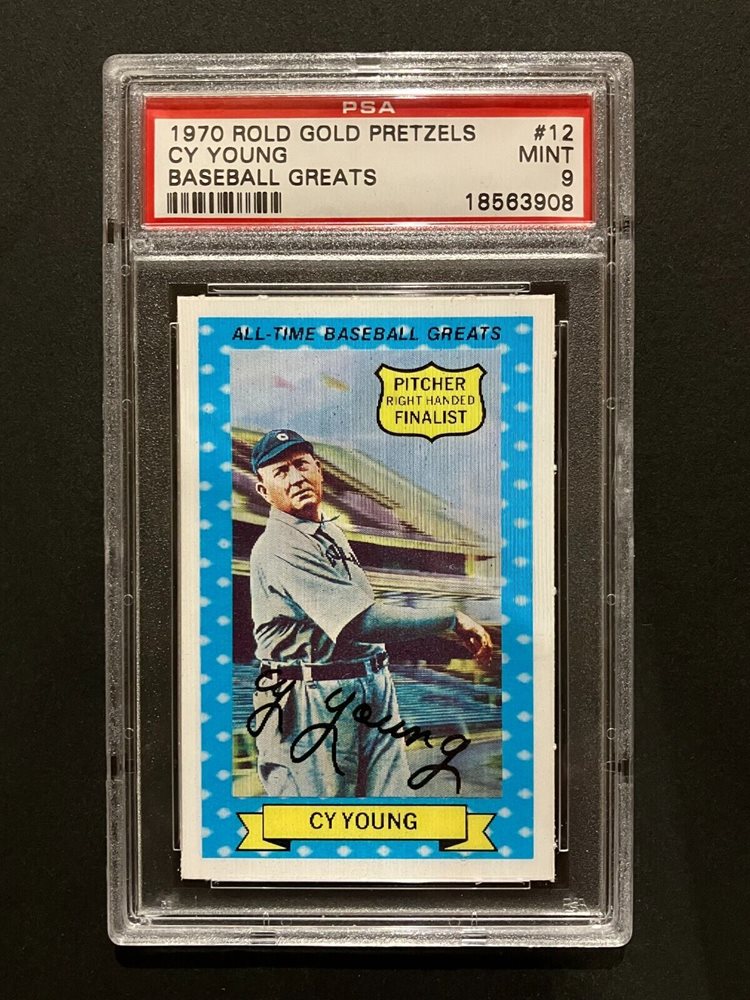 PSA
1970 ROLD GOLD PRETZELS #12
CY YOUNG MINT
BASEBALL GREATS 9
18563908
ALL-TIME BASEBALL GREATS
PITCHER
RIGHT HANDED
FINALIST
cy young
CY YOUNG